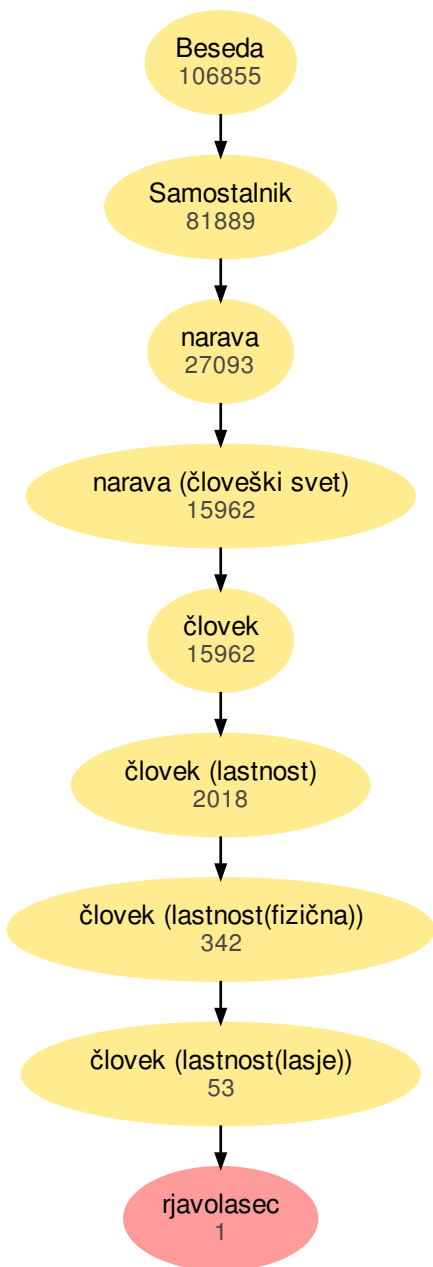 Beseda
106855
Samostalnik
81889
narava
27093
narava (človeški svet)
15962
človek
15962
človek (lastnost)
2018
človek (lastnost(fizična))
342
človek (lastnost(lasje))
53
rjavolasec
1